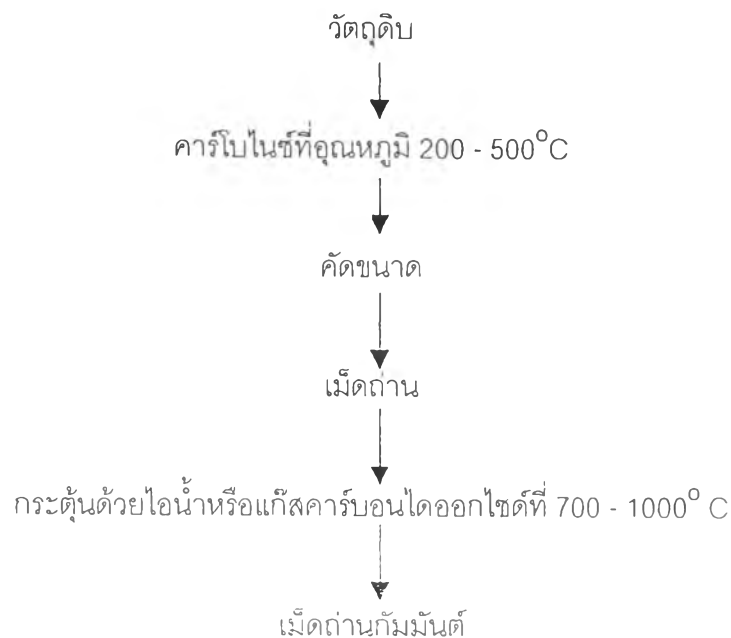 วัตถุดิบ
คาร์โบไนซ์ที่อุณหภูมิ 200 - 500°C
คัดขนาด
เม็ดถ่าน
กระตุ้นด้วยไอน้ำหรือแก๊สคาร์บอนไดออกไซด์ที่ 700 - 1000° C
เม็ดถ่านกัมมันต์